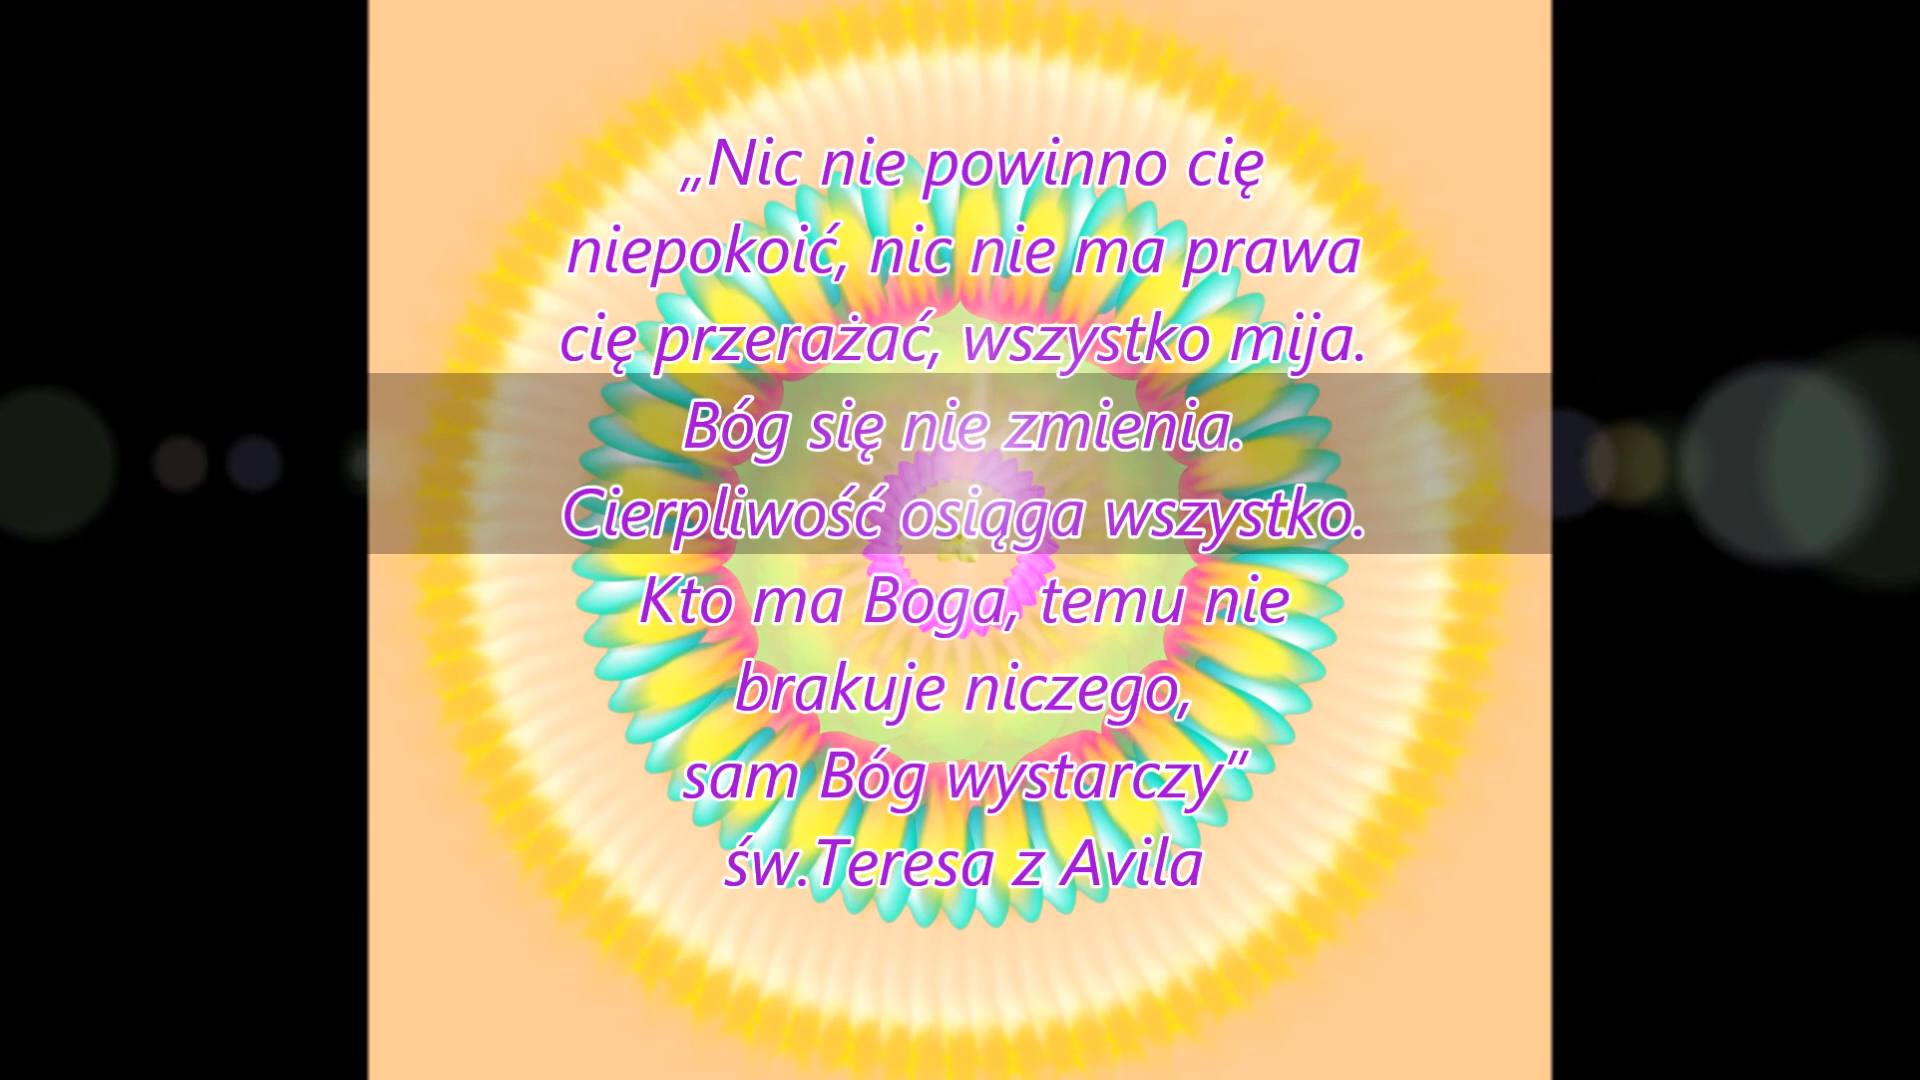 „Nic nie powinno cię
niepokoić, nic nie ma prawa
cię przerażać, wszystko mija.
Bóg się nie zmienia.
Cierpliwość osiąga wszystko.
Kto ma Boga, temu nie
brakuje niczego,
sam Bóg wystarczy”
św.Teresa z Avila